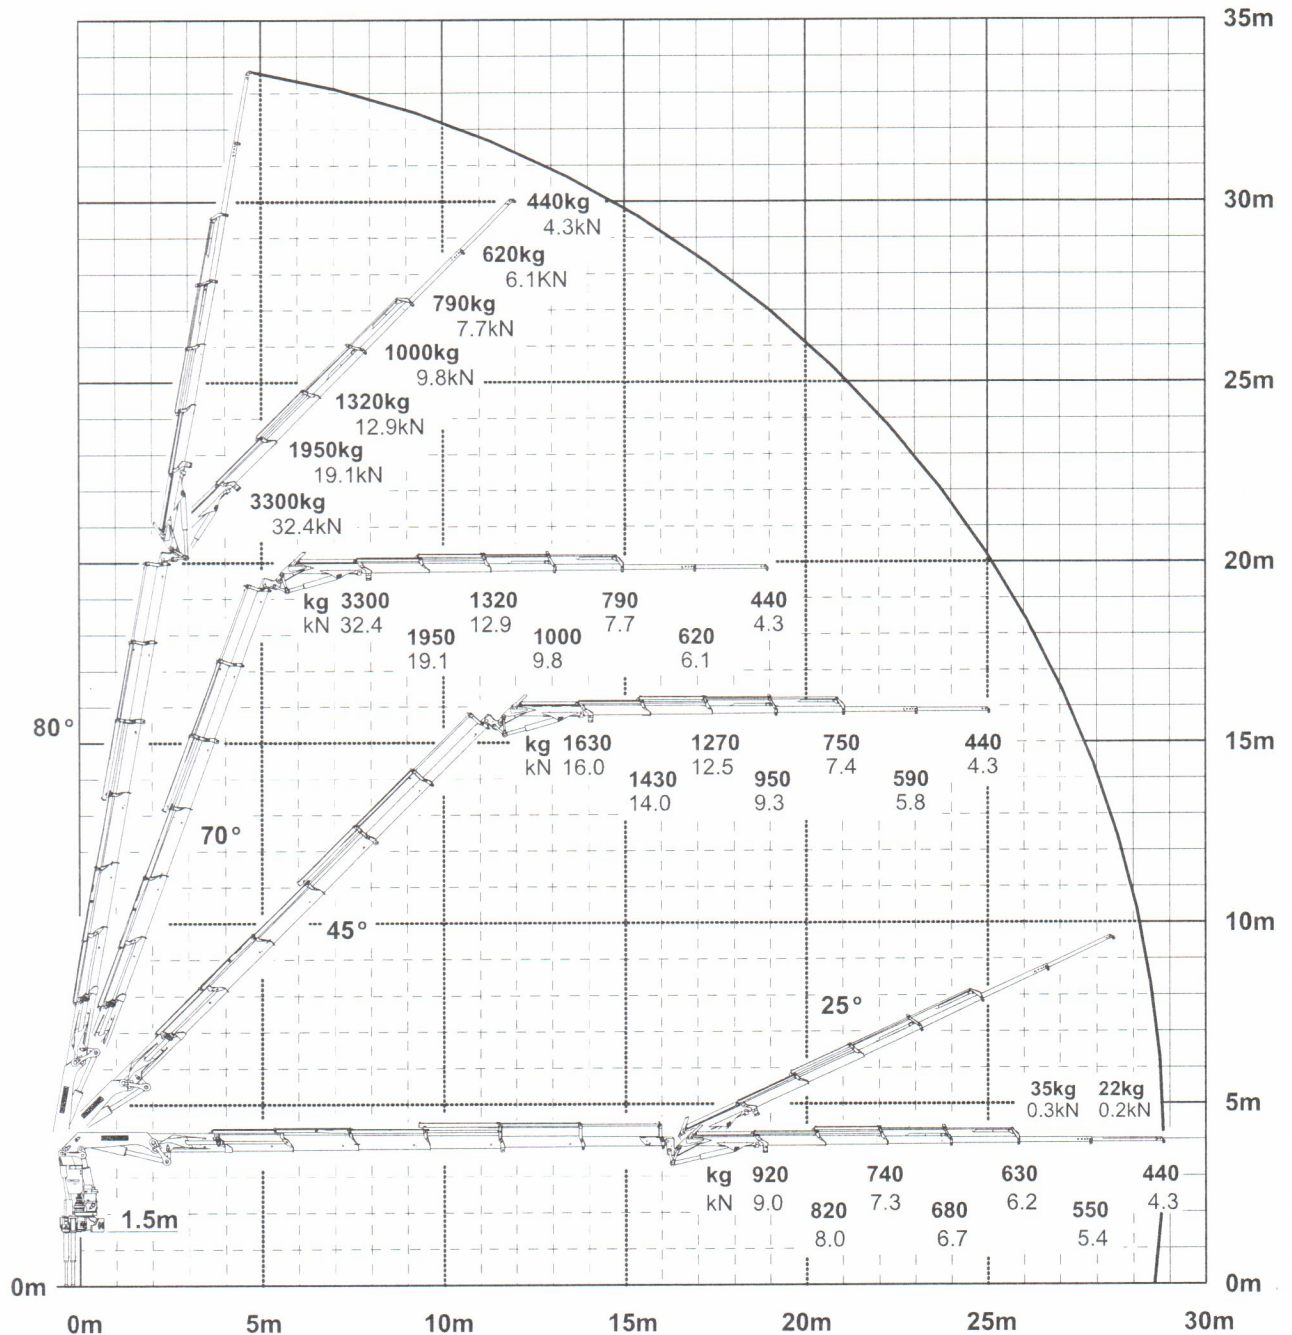 35m
440kg
4.3kN
30m
620kg
6.1KN
790kg
7.7kN
1000kg
9.8kN
25m
1320kg
12.9kN
1950kg
19.1kN
3300kg
32.4kN
20m
kg 3300 1320 790 440
kN 32.4 12.9 7.7 4.3
1950 1000 620
19.1 9.8 6.1
80°
15m
kg 1630 1270 750 440
kN 16.0 12.5 7.4 4.3
1430 950 590
14.0 9.3 5.8
70°
45°
10m
25°
35kg 22kg
0.3kN 0.2kN
5m
kg 920 740 630 440
kN 9.0 7.3 6.2 4.3
820 680 550
8.0 6.7 5.4
1.5m
0m 0m
0m 5m 10m 15m 20m 25m 30m